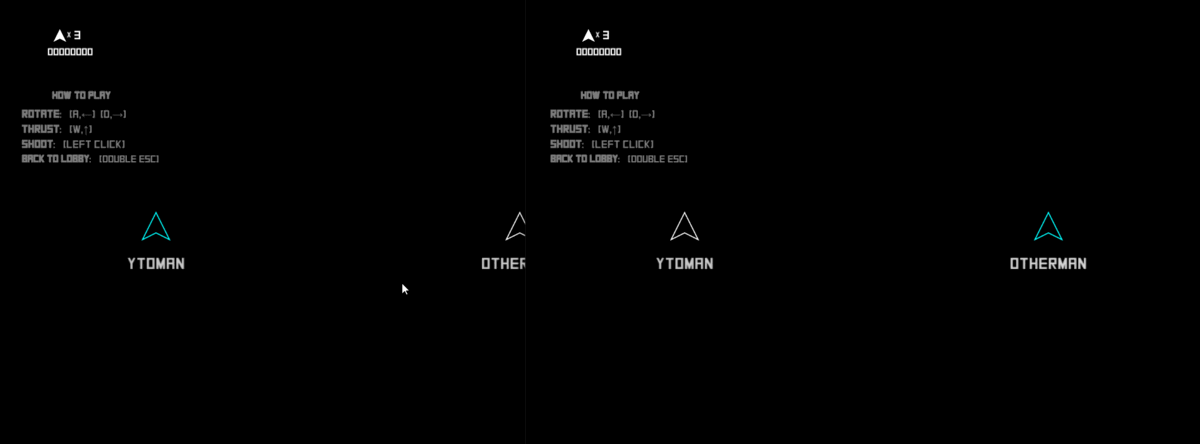 x 3
00000000
HOW TO PLAY
ROTATE: [A,←] [D,→]
THRUST: [W,↑]
SHOOT: [LEFT CLICK]
BACK TO LOBBY: [DOUBLE ESC]
YTOMAN
OTHER
x 3
00000000
HOW TO PLAY
ROTATE: [A,←] [D,→]
THRUST: [W,↑]
SHOOT: [LEFT CLICK]
BACK TO LOBBY: [DOUBLE ESC]
YTOMAN
OTHERMAN